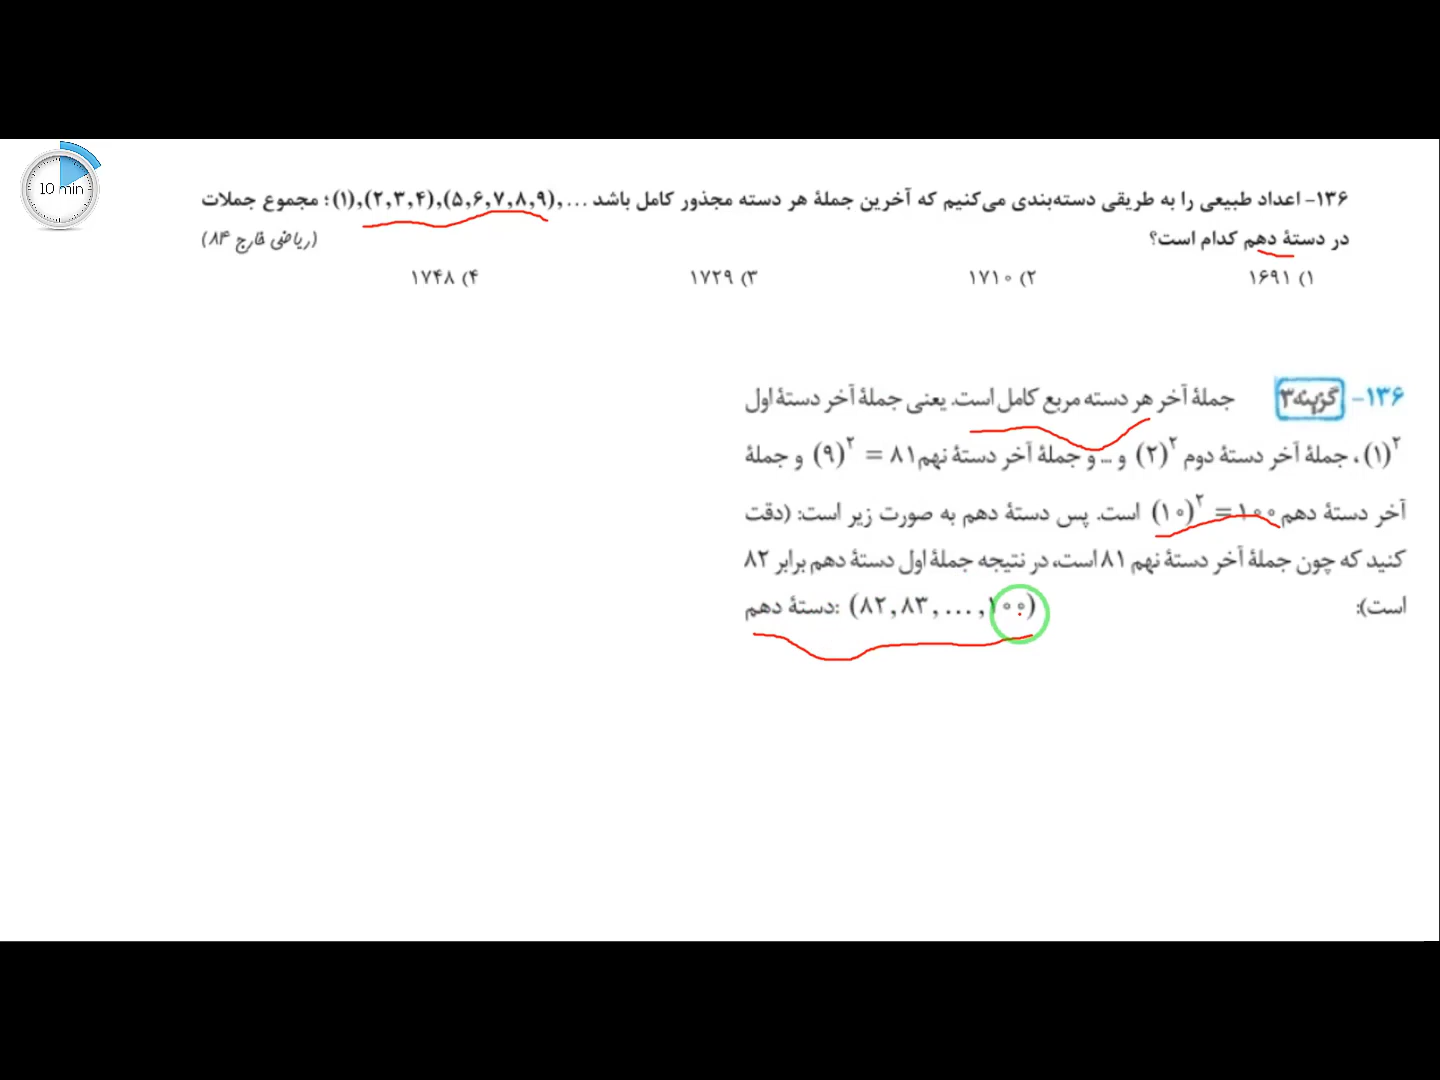 10 min
۱۳۶- اعداد طبیعی را به طریقی دسته‌بندی می‌کنیم که آخرین جملهٔ هر دسته مجذور کامل باشد ... ,(۱),(۲,۳,۴),(۵,۶,۷,۸,۹)؛ مجموع جملات
در دستهٔ دهم کدام است؟ (ریاضی خارج ۸۴)
۱) ۱۶۹۱ ۲) ۱۷۱۰ ۳) ۱۷۲۹ ۴) ۱۷۴۸
۱۳۶- گزینه ۳ جملهٔ آخر هر دسته مربع کامل است. یعنی جملهٔ آخر دستهٔ اول
(۱)^۲، جملهٔ آخر دستهٔ دوم (۲)^۲ و ... و جملهٔ آخر دستهٔ نهم ۸۱ = (۹)^۲ و جملهٔ
آخر دستهٔ دهم (۱۰)^۲ = ۱۰۰ است. پس دستهٔ دهم به صورت زیر است: (دقت
کنید که چون جملهٔ آخر دستهٔ نهم ۸۱ است، در نتیجه جملهٔ اول دستهٔ دهم برابر ۸۲
است): دستهٔ دهم: (۸۲,۸۳,...,۱۰۰)